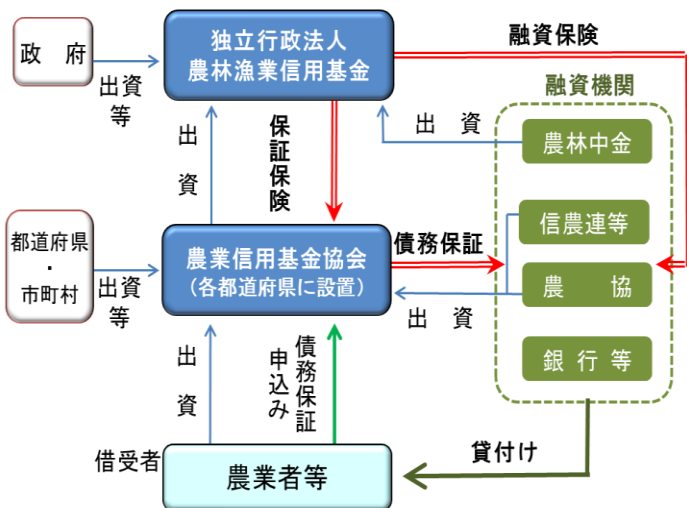 政　府
出資
等
独立行政法人
農林漁業信用基金
融資保険
融資機関
出　資
農林中金
出
資
保
証
保
険
都道府県
・
市町村
出資
等
農業信用基金協会
（各都道府県に設置）
債務保証
信農連等
農　　協
出　資
銀 行 等
出
資
債務保証
申込み
貸付け
借受者
農業者等